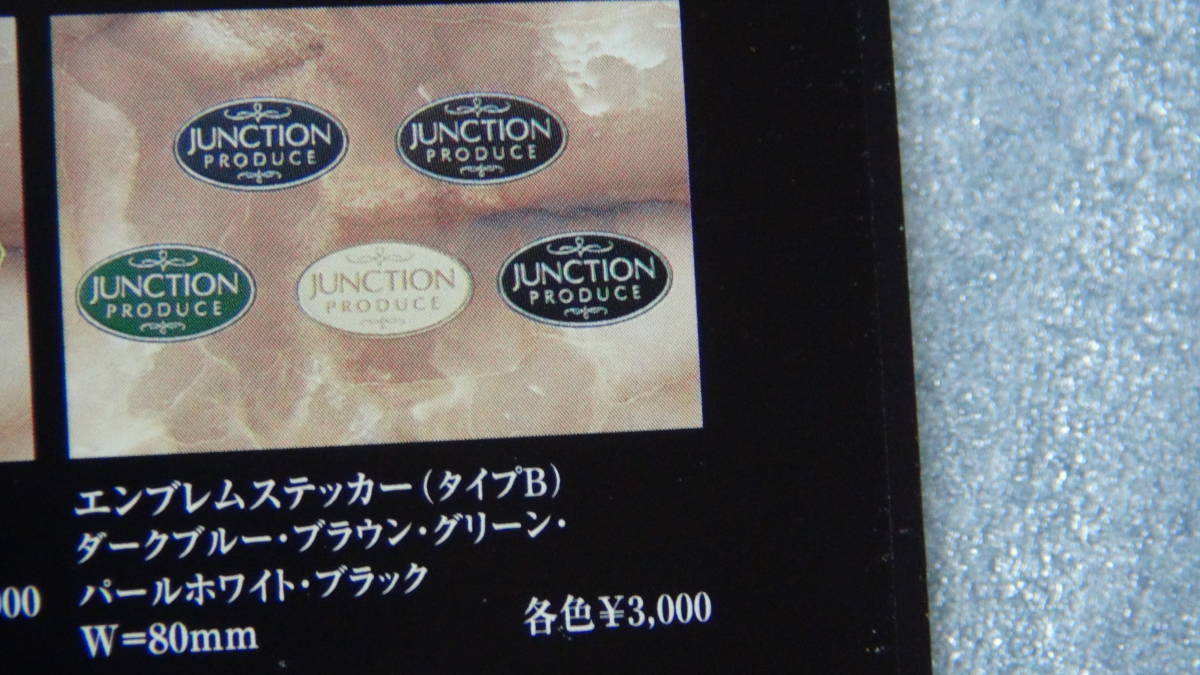 JUNCTION
PRODUCE
JUNCTION
PRODUCE
JUNCTION
PRODUCE
JUNCTION
PRODUCE
JUNCTION
PRODUCE
エンブレムステッカー(タイプB)
ダークブルー・ブラウン・グリーン・
パールホワイト・ブラック
W=80mm
各色¥3,000
00